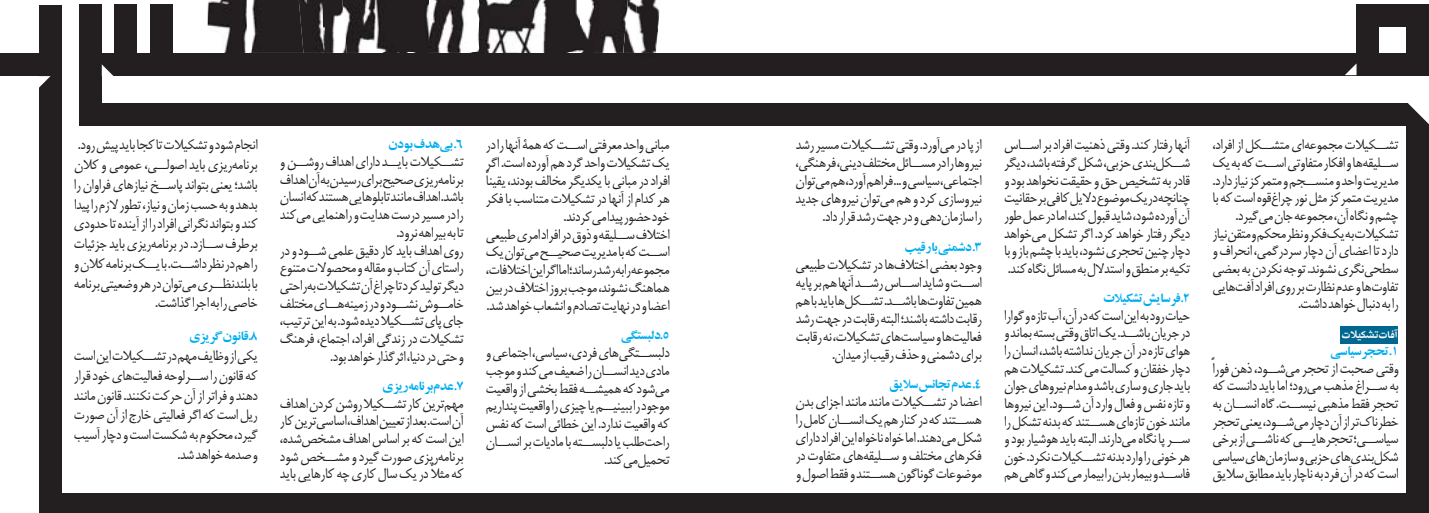 تشکیلات مجموعه‌ای متشکل از افراد،
سلیقه‌ها و افکار متفاوتی است که به یک
مدیریت واحد و منسجم و متمرکز نیاز دارد.
مدیریت متمرکز مثل نور چراغ‌قوه است که با
چشم و نگاه آن، مجموعه جان می‌گیرد.
تشکیلات به یک فکر و نظر محکم و متقن نیاز
دارد تا اعضای آن دچار سردرگمی، انحراف و
سطحی‌نگری نشوند. توجه نکردن به بعضی
تفاوت‌ها و عدم نظارت بر روی افراد آفت‌هایی
را به دنبال خواهد داشت.
آفات تشکیلات
۱.تحجر سیاسی
وقتی صحبت از تحجر می‌شود، ذهن فوراً
به سراغ مذهب می‌رود؛ اما باید دانست که
تحجر فقط مذهبی نیست. گاه انسان به
خطرناک‌تر از آن دچار می‌شود، یعنی تحجر
سیاسی؛ تحجرهایی که ناشی از برخی
شکل‌بندی‌های حزبی و سازمان‌های سیاسی
است که در آن فرد به ناچار باید مطابق سلایق
آنها رفتار کند. وقتی ذهنیت افراد بر اساس
شکل‌بندی حزبی، شکل گرفته باشد، دیگر
قادر به تشخیص حق و حقیقت نخواهد بود و
چنانچه در یک موضوع دلایل کافی بر حقانیت
آن آورده شود، شاید قبول کند، اما در عمل طور
دیگر رفتار خواهد کرد. اگر تشکل می‌خواهد
دچار چنین تحجری نشود، باید با چشم باز و با
تکیه بر منطق و استدلال به مسائل نگاه کند.
۲.فرسایش تشکیلات
حیات رود به این است که در آن، آب تازه و گوارا
در جریان باشد. یک اتاق وقتی بسته بماند و
هوای تازه در آن جریان نداشته باشد، انسان را
دچار خفقان و کسالت می‌کند. تشکیلات هم
باید جاری و ساری باشد و مدام نیروهای جوان
و تازه نفس و فعال وارد آن شود. این نیروها
مانند خون تازه‌ای هستند که بدنه تشکل را
سر پا نگاه می‌دارند. البته باید هوشیار بود و
هر خونی را وارد بدنه تشکیلات نکرد. خون
فاسد و بیمار بدن را بیمار می‌کند و گاهی هم
از پا در می‌آورد. وقتی تشکیلات مسیر رشد
نیروها را در مسائل مختلف دینی، فرهنگی،
اجتماعی، سیاسی و... فراهم آورد، هم می‌توان
نیروسازی کرد و هم می‌توان نیروهای جدید
را سازمان‌دهی و در جهت رشد قرار داد.
۳.دشمنی با رقیب
وجود بعضی اختلاف‌ها در تشکیلات طبیعی
است و شاید اساس رشد آنها هم بر پایه
همین تفاوت‌ها باشد. تشکل‌ها باید با هم
رقابت داشته باشند؛ البته رقابت در جهت رشد
فعالیت‌ها و سیاست‌های تشکیلات، نه رقابت
برای دشمنی و حذف رقیب از میدان.
٤.عدم تجانس سلایق
اعضا در تشکیلات مانند مانند اجزای بدن
هستند که در کنار هم یک انسان کامل را
شکل می‌دهند. اما خواه ناخواه این افراد دارای
فکرهای مختلف و سلیقه‌های متفاوت در
موضوعات گوناگون هستند و فقط اصول و
مبانی واحد معرفتی است که همۀ آنها را در
یک تشکیلات واحد گرد هم آورده است. اگر
افراد در مبانی با یکدیگر مخالف بودند، یقیناً
هر کدام از آنها در تشکیلات متناسب با فکر
خود حضور پیدا می کردند.
اختلاف سلیقه و ذوق در افراد امری طبیعی
است که با مدیریت صحیح می‌توان یک
مجموعه را به رشد رساند؛ اما اگر این اختلافات،
هماهنگ نشوند، موجب بروز اختلاف در بین
اعضا و در نهایت تصادم و انشعاب خواهد شد.
٥.دلبستگی
دلبستگی‌های فردی، سیاسی، اجتماعی و
مادی دید انسان را ضعیف می‌کند و موجب
می‌شود که همیشه فقط بخشی از واقعیت
موجود را ببینیم یا چیزی را واقعیت پنداریم
که واقعیت ندارد. این خطائی است که نفس
راحت‌طلب یا دلبسته با مادیات بر انسان
تحمیل می کند.
٦.بی‌هدف بودن
تشکیلات باید دارای اهداف روشن و
برنامه‌ریزی صحیح برای رسیدن به آن اهداف
باشد. اهداف مانند تابلوهایی هستند که انسان
را در مسیر درست هدایت و راهنمایی می کند
تا به بیراهه نرود.
روی اهداف باید کار دقیق علمی شود و در
راستای آن کتاب و مقاله و محصولات متنوع
دیگر تولید کرد تا چراغ آن تشکیلات به‌راحتی
خاموش نشود و در زمینه‌های مختلف
جای پای تشکیلا دیده شود. به این ترتیب،
تشکیلات در زندگی افراد، اجتماع، فرهنگ
و حتی در دنیا، اثر گذار خواهد بود.
۷.عدم برنامه‌ریزی
مهم‌ترین کار تشکیلا روشن کردن اهداف
آن است. بعد از تعیین اهداف، اساسی‌ترین کار
این است که بر اساس اهداف مشخص‌شده،
برنامه‌ریزی صورت گیرد و مشخص شود
که مثلا در یک سال کاری چه کارهایی باید
انجام شود و تشکیلات تا کجا باید پیش رود.
برنامه‌ریزی باید اصولی، عمومی و کلان
باشد؛ یعنی بتواند پاسخ نیازهای فراوان را
بدهد و به حسب زمان و نیاز، تطور لازم را پیدا
کند و بتواند نگرانی افراد را از آینده تا حدودی
برطرف سازد. در برنامه‌ریزی باید جزئیات
را هم در نظر داشت. با یک برنامه کلان و
با بلندنظری می‌توان در هر وضعیتی برنامه
خاصی را به اجرا گذاشت.
۸.قانون گریزی
یکی از وظایف مهم در تشکیلات این است
که قانون را سرلوحه فعالیت‌های خود قرار
دهند و فراتر از آن حرکت نکنند. قانون مانند
ریل است که اگر فعالیتی خارج از آن صورت
گیرد، محکوم به شکست است و دچار آسیب
و صدمه خواهد شد.